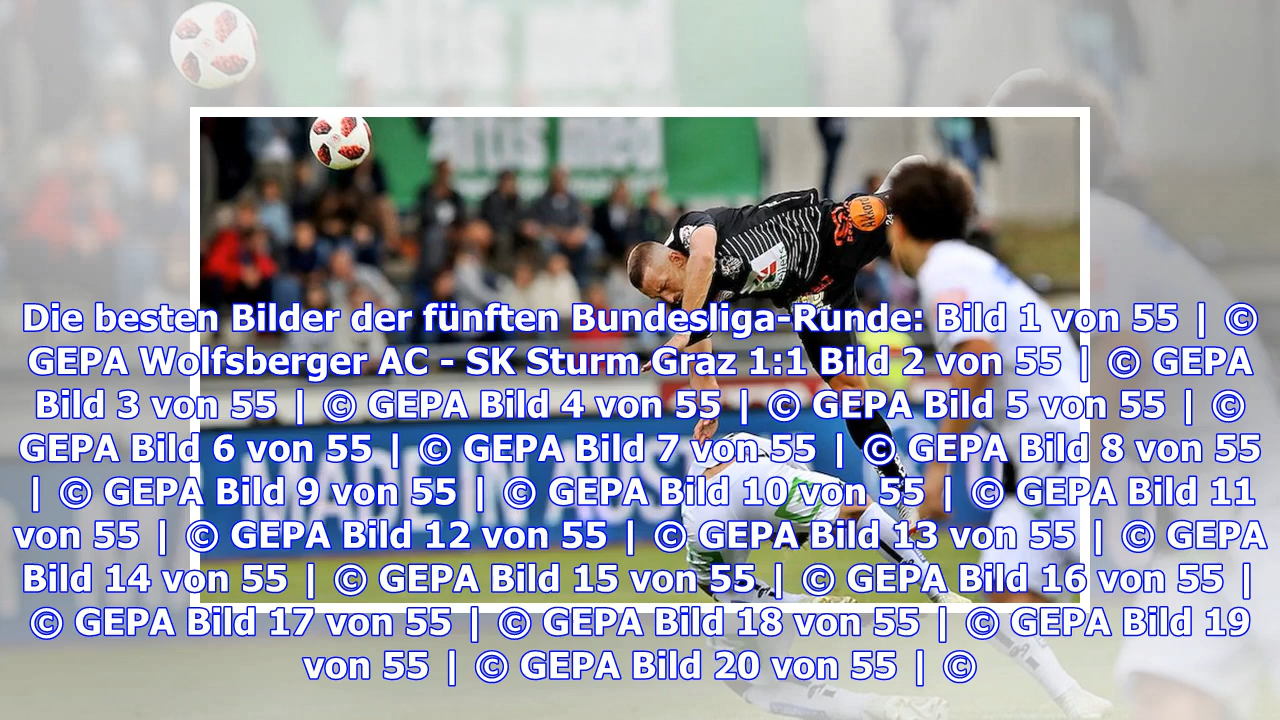 Die besten Bilder der fünften Bundesliga-Runde: Bild 1 von 55 | ©
GEPA Wolfsberger AC - SK Sturm Graz 1:1 Bild 2 von 55 | © GEPA
Bild 3 von 55 | © GEPA Bild 4 von 55 | © GEPA Bild 5 von 55 | ©
GEPA Bild 6 von 55 | © GEPA Bild 7 von 55 | © GEPA Bild 8 von 55
| © GEPA Bild 9 von 55 | © GEPA Bild 10 von 55 | © GEPA Bild 11
von 55 | © GEPA Bild 12 von 55 | © GEPA Bild 13 von 55 | © GEPA
Bild 14 von 55 | © GEPA Bild 15 von 55 | © GEPA Bild 16 von 55 |
© GEPA Bild 17 von 55 | © GEPA Bild 18 von 55 | © GEPA Bild 19
von 55 | © GEPA Bild 20 von 55 | ©
MADE IN AUS
24